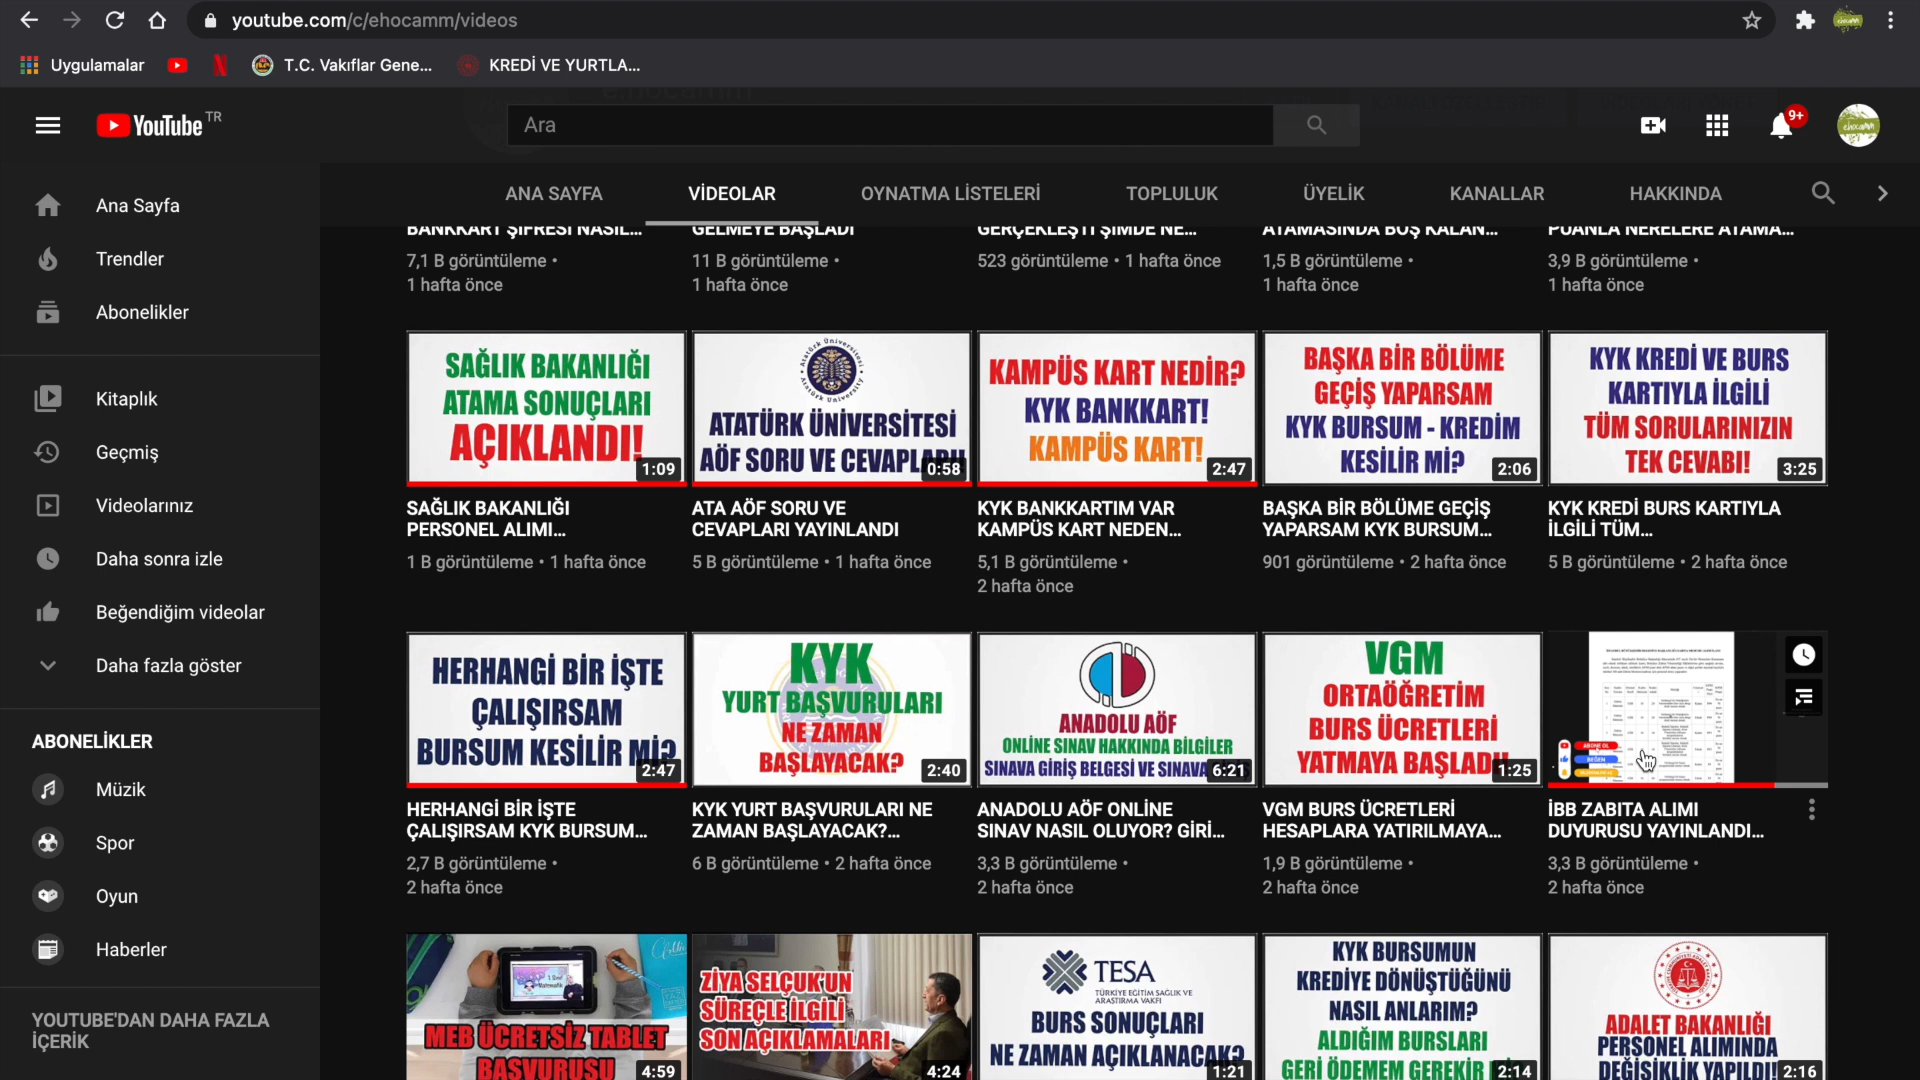 youtube.com/c/ehocamm/videos
Uygulamalar
T.C. Vakıflar Gene...
KREDİ VE YURTLA...
YouTube TR
Ara
9+
ehocamm
Ana Sayfa
Trendler
Abonelikler
Kitaplık
Geçmiş
Videolarınız
Daha sonra izle
Beğendiğim videolar
Daha fazla göster
ABONELİKLER
Müzik
Spor
Oyun
Haberler
YOUTUBE'DAN DAHA FAZLA
İÇERİK
ANA SAYFA
VİDEOLAR
OYNATMA LİSTELERİ
TOPLULUK
ÜYELİK
KANALLAR
HAKKINDA
BANKKART ŞİFRESİ NASIL...
7,1 B görüntüleme •
1 hafta önce
GELMEYE BAŞLADI
11 B görüntüleme •
1 hafta önce
GERÇEKLEŞTİ ŞİMDE NE...
523 görüntüleme • 1 hafta önce
ATAMASINDA BOŞ KALAN...
1,5 B görüntüleme •
1 hafta önce
PUANLA NERELERE ATAMA...
3,9 B görüntüleme •
1 hafta önce
SAĞLIK BAKANLIĞI
ATAMA SONUÇLARI
AÇIKLANDI!
1:09
SAĞLIK BAKANLIĞI
PERSONEL ALIMI...
1 B görüntüleme • 1 hafta önce
Atatürk Üniversitesi
Atatürk University
ATATÜRK ÜNİVERSİTESİ
AÖF SORU VE CEVAPLARI
0:58
ATA AÖF SORU VE
CEVAPLARI YAYINLANDI
5 B görüntüleme • 1 hafta önce
KAMPÜS KART NEDİR?
KYK BANKKART!
KAMPÜS KART!
2:47
KYK BANKKARTIM VAR
KAMPÜS KART NEDEN...
5,1 B görüntüleme •
2 hafta önce
BAŞKA BİR BÖLÜME
GEÇİŞ YAPARSAM
KYK BURSUM - KREDİM
KESİLİR Mİ?
2:06
BAŞKA BİR BÖLÜME GEÇİŞ
YAPARSAM KYK BURSUM...
901 görüntüleme • 2 hafta önce
KYK KREDİ VE BURS
KARTIYLA İLGİLİ
TÜM SORULARINIZIN
TEK CEVABI!
3:25
KYK KREDİ BURS KARTIYLA
İLGİLİ TÜM...
5 B görüntüleme • 2 hafta önce
HERHANGİ BİR İŞTE
ÇALIŞIRSAM
BURSUM KESİLİR Mİ?
2:47
HERHANGİ BİR İŞTE
ÇALIŞIRSAM KYK BURSUM...
2,7 B görüntüleme •
2 hafta önce
KYK
YURT BAŞVURULARI
NE ZAMAN
BAŞLAYACAK?
2:40
KYK YURT BAŞVURULARI NE
ZAMAN BAŞLAYACAK?...
6 B görüntüleme • 2 hafta önce
ANADOLU AÖF
ONLİNE SINAV HAKKINDA BİLGİLER
SINAVA GİRİŞ BELGESİ VE SINAVA
6:21
ANADOLU AÖF ONLİNE
SINAV NASIL OLUYOR? GİRİ...
3,3 B görüntüleme •
2 hafta önce
VGM
ORTAÖĞRETİM
BURS ÜCRETLERİ
YATMAYA BAŞLADI
1:25
VGM BURS ÜCRETLERİ
HESAPLARA YATIRILMAYA...
1,9 B görüntüleme •
2 hafta önce
ABONE OL
BEĞEN
İBB ZABITA ALIMI
DUYURUSU YAYINLANDI...
3,3 B görüntüleme •
2 hafta önce
MEB ÜCRETSİZ TABLET
BAŞVURUSU
4:59
ZİYA SELÇUK'UN
SÜREÇLE İLGİLİ
SON AÇIKLAMALARI
4:24
TESA
TÜRKİYE EĞİTİM SAĞLIK VE
ARAŞTIRMA VAKFI
BURS SONUÇLARI
NE ZAMAN AÇIKLANACAK?
1:21
KYK BURSUMUN
KREDİYE DÖNÜŞTÜĞÜNÜ
NASIL ANLARIM?
ALDIĞIM BURSLARI
GERİ ÖDEMEM GEREKİR
2:14
ADALET BAKANLIĞI
PERSONEL ALIMINDA
DEĞİŞİKLİK YAPILDI!
2:16